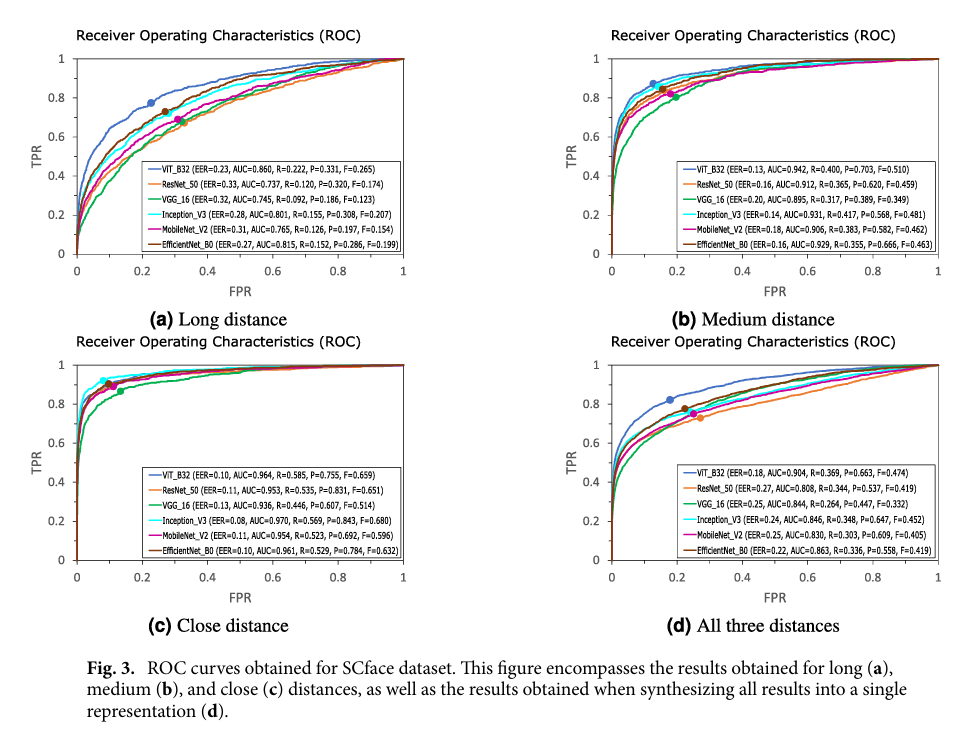 Receiver Operating Characteristics (ROC)
1
0.8
0.6
0.4
0.2
0
TPR
ViT_B32 (EER=0.23, AUC=0.860, R=0.222, P=0.331, F=0.265)
ResNet_50 (EER=0.33, AUC=0.737, R=0.120, P=0.320, F=0.174)
VGG_16 (EER=0.32, AUC=0.745, R=0.092, P=0.186, F=0.123)
Inception_V3 (EER=0.28, AUC=0.801, R=0.155, P=0.308, F=0.207)
MobileNet_V2 (EER=0.31, AUC=0.765, R=0.126, P=0.197, F=0.154)
EfficientNet_B0 (EER=0.27, AUC=0.815, R=0.152, P=0.286, F=0.199)
0 0.2 0.4 0.6 0.8 1
FPR
(a) Long distance
Receiver Operating Characteristics (ROC)
1
0.8
0.6
0.4
0.2
0
TPR
ViT_B32 (EER=0.13, AUC=0.942, R=0.400, P=0.703, F=0.510)
ResNet_50 (EER=0.16, AUC=0.912, R=0.365, P=0.620, F=0.459)
VGG_16 (EER=0.20, AUC=0.895, R=0.317, P=0.389, F=0.349)
Inception_V3 (EER=0.14, AUC=0.931, R=0.417, P=0.568, F=0.481)
MobileNet_V2 (EER=0.18, AUC=0.906, R=0.383, P=0.582, F=0.462)
EfficientNet_B0 (EER=0.16, AUC=0.929, R=0.355, P=0.666, F=0.463)
0 0.2 0.4 0.6 0.8 1
FPR
(b) Medium distance
Receiver Operating Characteristics (ROC)
1
0.8
0.6
0.4
0.2
0
TPR
ViT_B32 (EER=0.10, AUC=0.964, R=0.585, P=0.755, F=0.659)
ResNet_50 (EER=0.11, AUC=0.953, R=0.535, P=0.831, F=0.651)
VGG_16 (EER=0.13, AUC=0.936, R=0.446, P=0.607, F=0.514)
Inception_V3 (EER=0.08, AUC=0.970, R=0.569, P=0.843, F=0.680)
MobileNet_V2 (EER=0.11, AUC=0.954, R=0.523, P=0.692, F=0.596)
EfficientNet_B0 (EER=0.10, AUC=0.961, R=0.529, P=0.784, F=0.632)
0 0.2 0.4 0.6 0.8 1
FPR
(c) Close distance
Receiver Operating Characteristics (ROC)
1
0.8
0.6
0.4
0.2
0
TPR
ViT_B32 (EER=0.18, AUC=0.904, R=0.369, P=0.663, F=0.474)
ResNet_50 (EER=0.27, AUC=0.808, R=0.344, P=0.537, F=0.419)
VGG_16 (EER=0.25, AUC=0.844, R=0.264, P=0.447, F=0.332)
Inception_V3 (EER=0.24, AUC=0.846, R=0.348, P=0.647, F=0.452)
MobileNet_V2 (EER=0.25, AUC=0.830, R=0.303, P=0.609, F=0.405)
EfficientNet_B0 (EER=0.22, AUC=0.863, R=0.336, P=0.558, F=0.419)
0 0.2 0.4 0.6 0.8 1
FPR
(d) All three distances
Fig. 3. ROC curves obtained for SCface dataset. This figure encompasses the results obtained for long (a),
medium (b), and close (c) distances, as well as the results obtained when synthesizing all results into a single
representation (d).